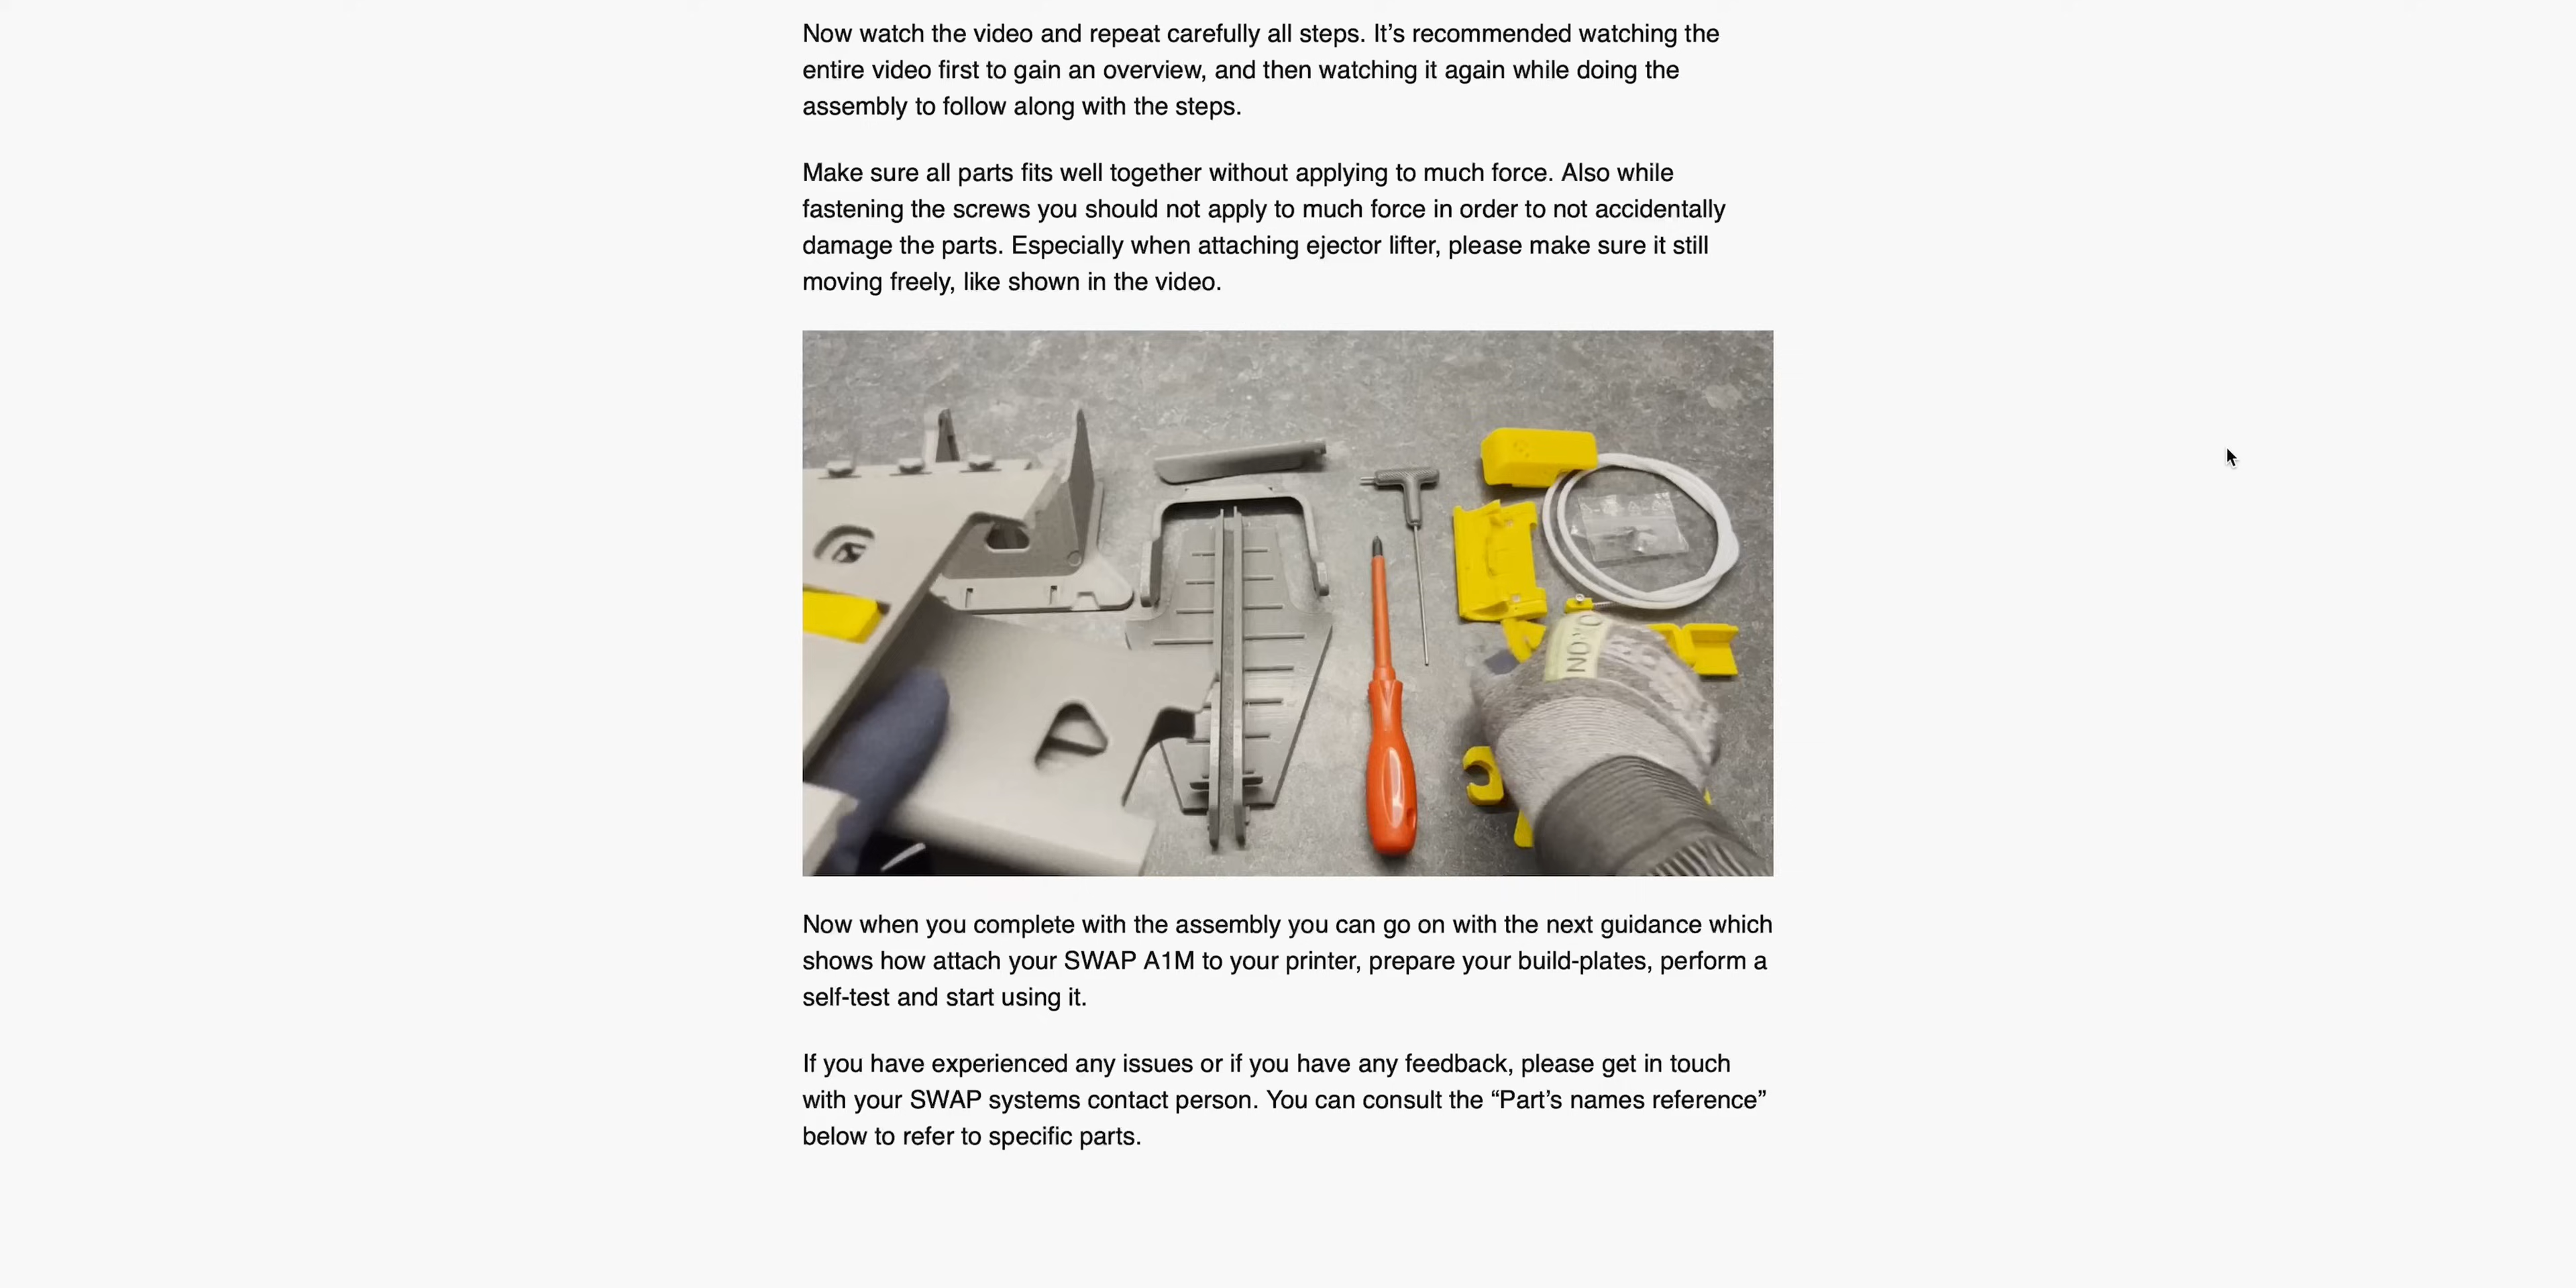 Now watch the video and repeat carefully all steps. It’s recommended watching the
entire video first to gain an overview, and then watching it again while doing the
assembly to follow along with the steps.
Make sure all parts fits well together without applying to much force. Also while
fastening the screws you should not apply to much force in order to not accidentally
damage the parts. Especially when attaching ejector lifter, please make sure it still
moving freely, like shown in the video.
Now when you complete with the assembly you can go on with the next guidance which
shows how attach your SWAP A1M to your printer, prepare your build-plates, perform a
self-test and start using it.
If you have experienced any issues or if you have any feedback, please get in touch
with your SWAP systems contact person. You can consult the “Part’s names reference”
below to refer to specific parts.